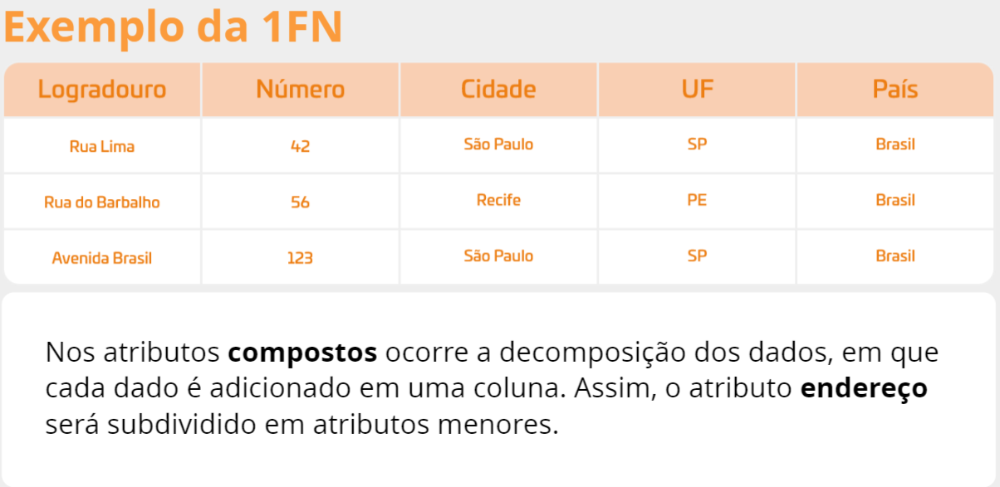 Exemplo da 1FN
Logradouro Número Cidade UF País
Rua Lima 42 São Paulo SP Brasil
Rua do Barbalho 56 Recife PE Brasil
Avenida Brasil 123 São Paulo SP Brasil
Nos atributos compostos ocorre a decomposição dos dados, em que
cada dado é adicionado em uma coluna. Assim, o atributo endereço
será subdividido em atributos menores.